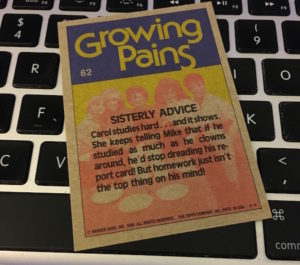 Growing
Pains
62
SISTERLY ADVICE
Carol studies hard ... and it shows.
She keeps telling Mike that if he
studied as much as he clowns
around, he'd stop dreading his re-
port card! But homework just isn't
the top thing on his mind!
$
4
F
V
C
⌘
comm